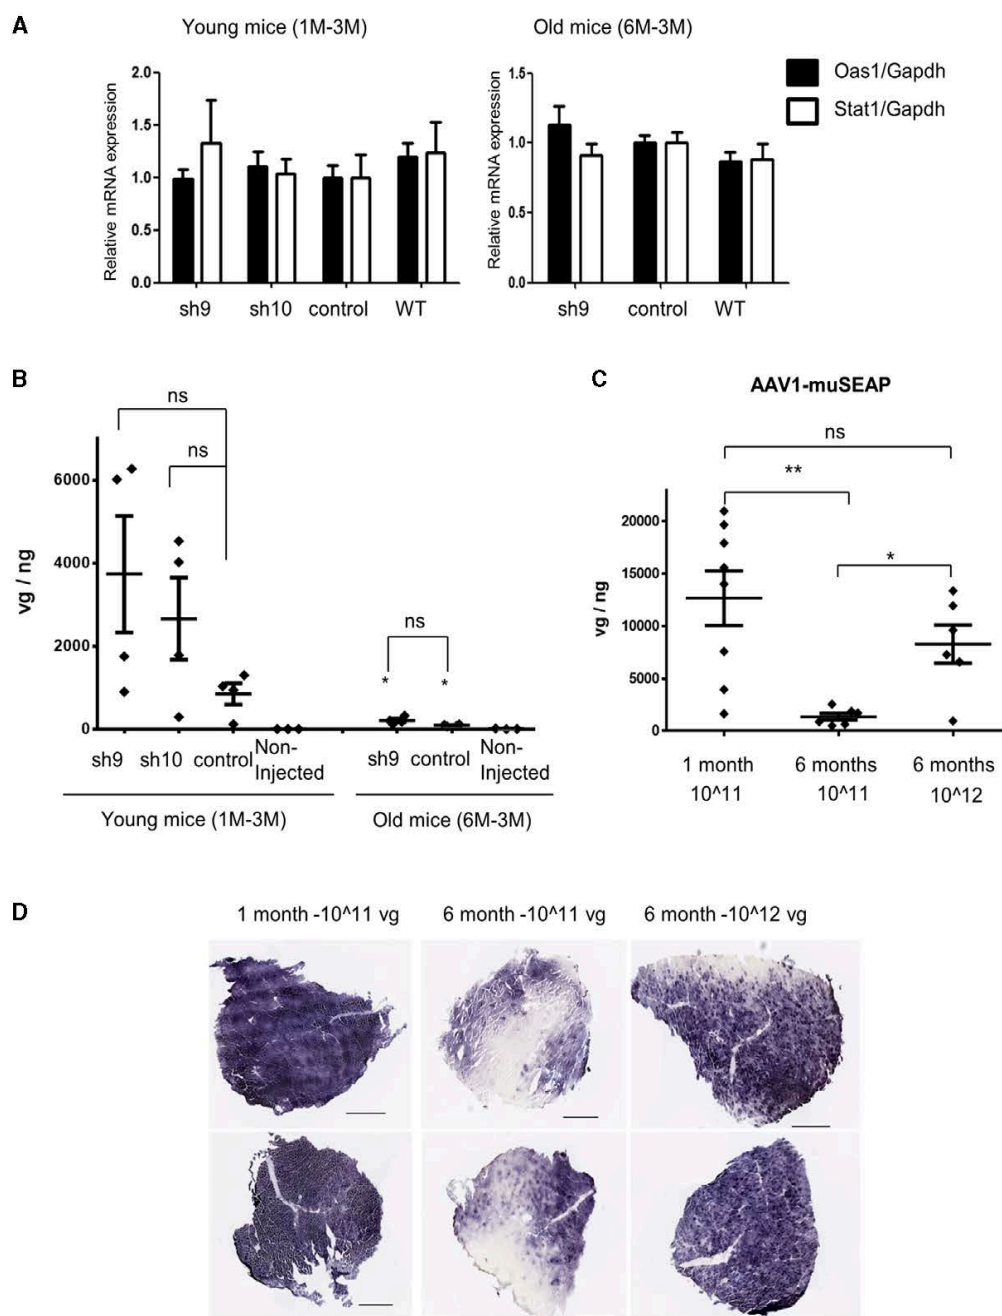 A
Young mice (1M-3M)
Old mice (6M-3M)
Oas1/Gapdh
Stat1/Gapdh
Relative mRNA expression
2.0
1.5
1.0
0.5
0.0
sh9 sh10 control WT
Relative mRNA expression
1.5
1.0
0.5
0.0
sh9 control WT
B
ns
ns
ns
* *
vg / ng
6000
4000
2000
0
sh9 sh10 control Non-Injected
sh9 control Non-Injected
Young mice (1M-3M)
Old mice (6M-3M)
C
AAV1-muSEAP
ns
**
*
vg / ng
20000
15000
10000
5000
0
1 month 6 months 6 months
10^11 10^11 10^12
D
1 month -10^11 vg
6 month -10^11 vg
6 month -10^12 vg